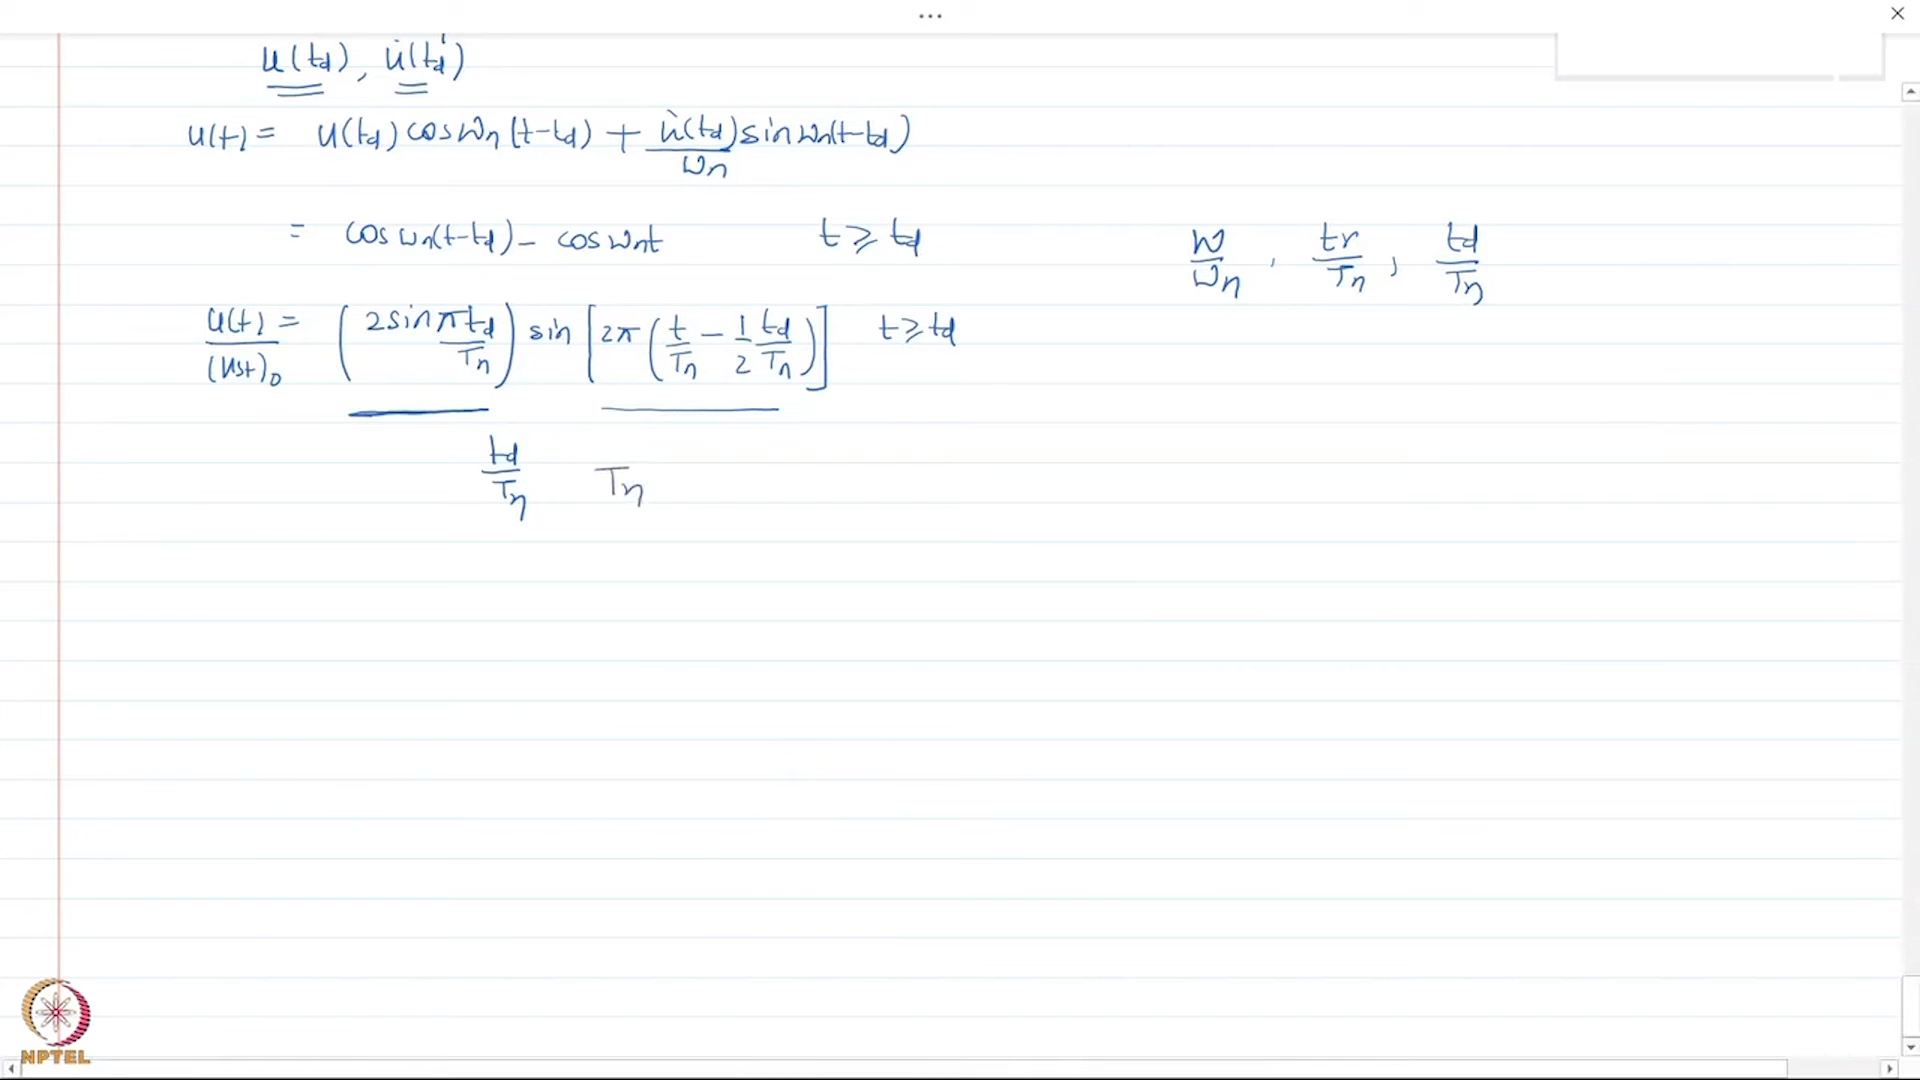 u(td), u̇(td)
u(t) = u(td) cos ωn (t-td) + u̇(td)/ωn sin ωn(t-td)
= cos ωn(t-td) - cos ωnt t ≥ td
ω/ωn , tr/Tn , td/Tn
u(t)/(ust)0 = (2 sin π td/Tn) sin [2π (t/Tn - 1/2 td/Tn)] t ≥ td
td/Tn Tn
NPTEL